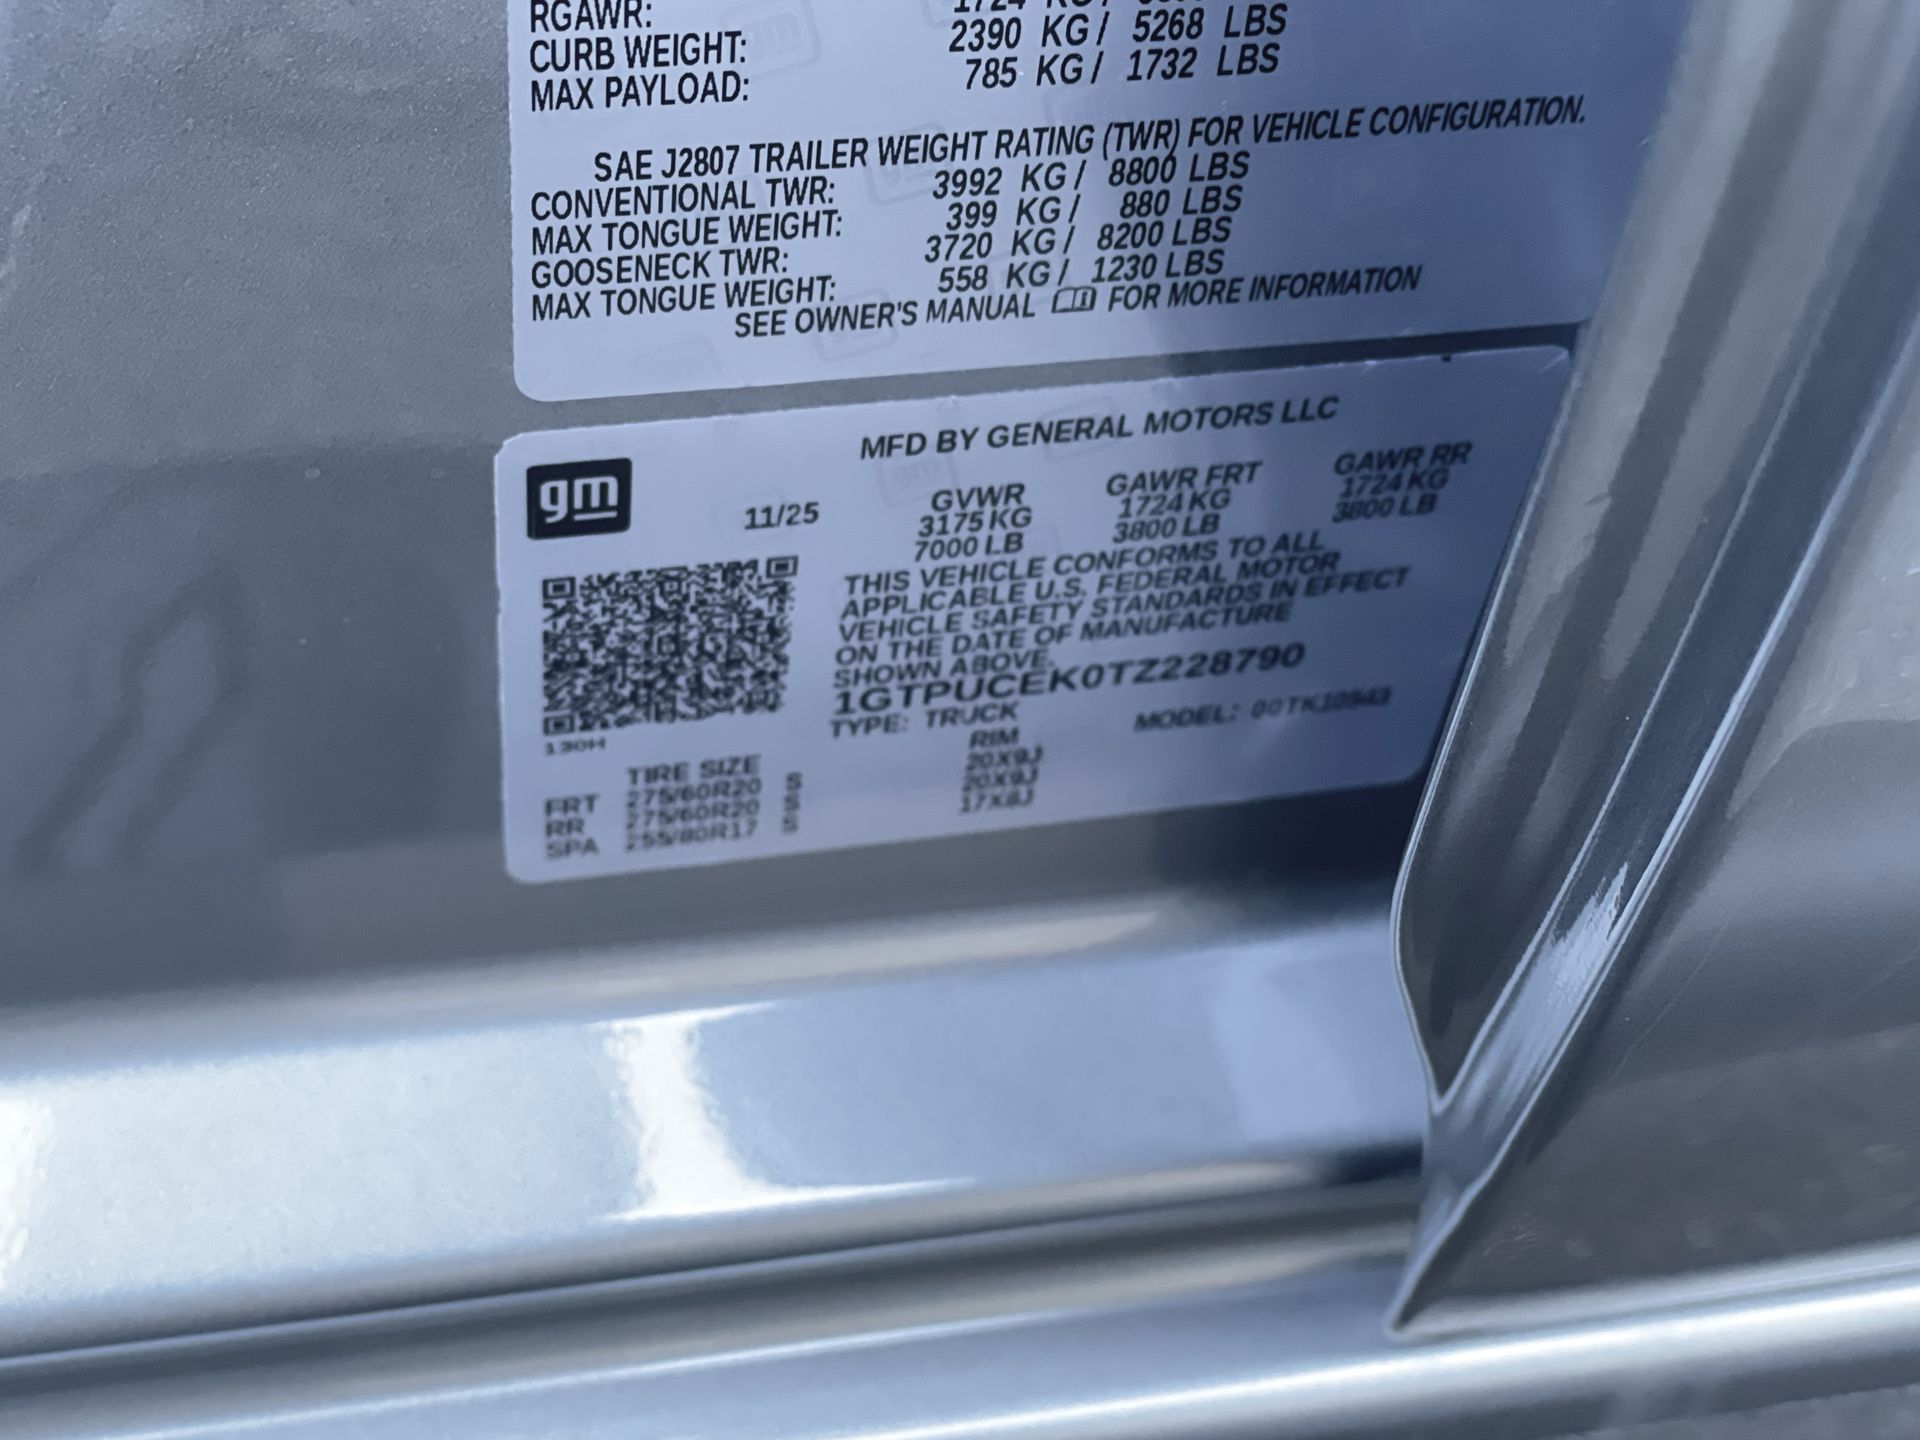 RGAWR: 1724 KG /
CURB WEIGHT: 2390 KG / 5268 LBS
MAX PAYLOAD: 785 KG / 1732 LBS
SAE J2807 TRAILER WEIGHT RATING (TWR) FOR VEHICLE CONFIGURATION.
CONVENTIONAL TWR: 3992 KG / 8800 LBS
MAX TONGUE WEIGHT: 399 KG / 880 LBS
GOOSENECK TWR: 3720 KG / 8200 LBS
MAX TONGUE WEIGHT: 558 KG / 1230 LBS
SEE OWNER'S MANUAL FOR MORE INFORMATION
MFD BY GENERAL MOTORS LLC
gm 11/25 GVWR GAWR FRT GAWR RR
3175 KG 1724 KG 1724 KG
7000 LB 3800 LB 3800 LB
THIS VEHICLE CONFORMS TO ALL
APPLICABLE U.S. FEDERAL MOTOR
VEHICLE SAFETY STANDARDS IN EFFECT
ON THE DATE OF MANUFACTURE
SHOWN ABOVE.
1GTPUCEK0TZ228790
TYPE: TRUCK MODEL:
130H
TIRE SIZE RIM
FRT 275/60R20 S 20X9J
RR 275/60R20 S 20X9J
SPA 255/80R17 S 17X8J